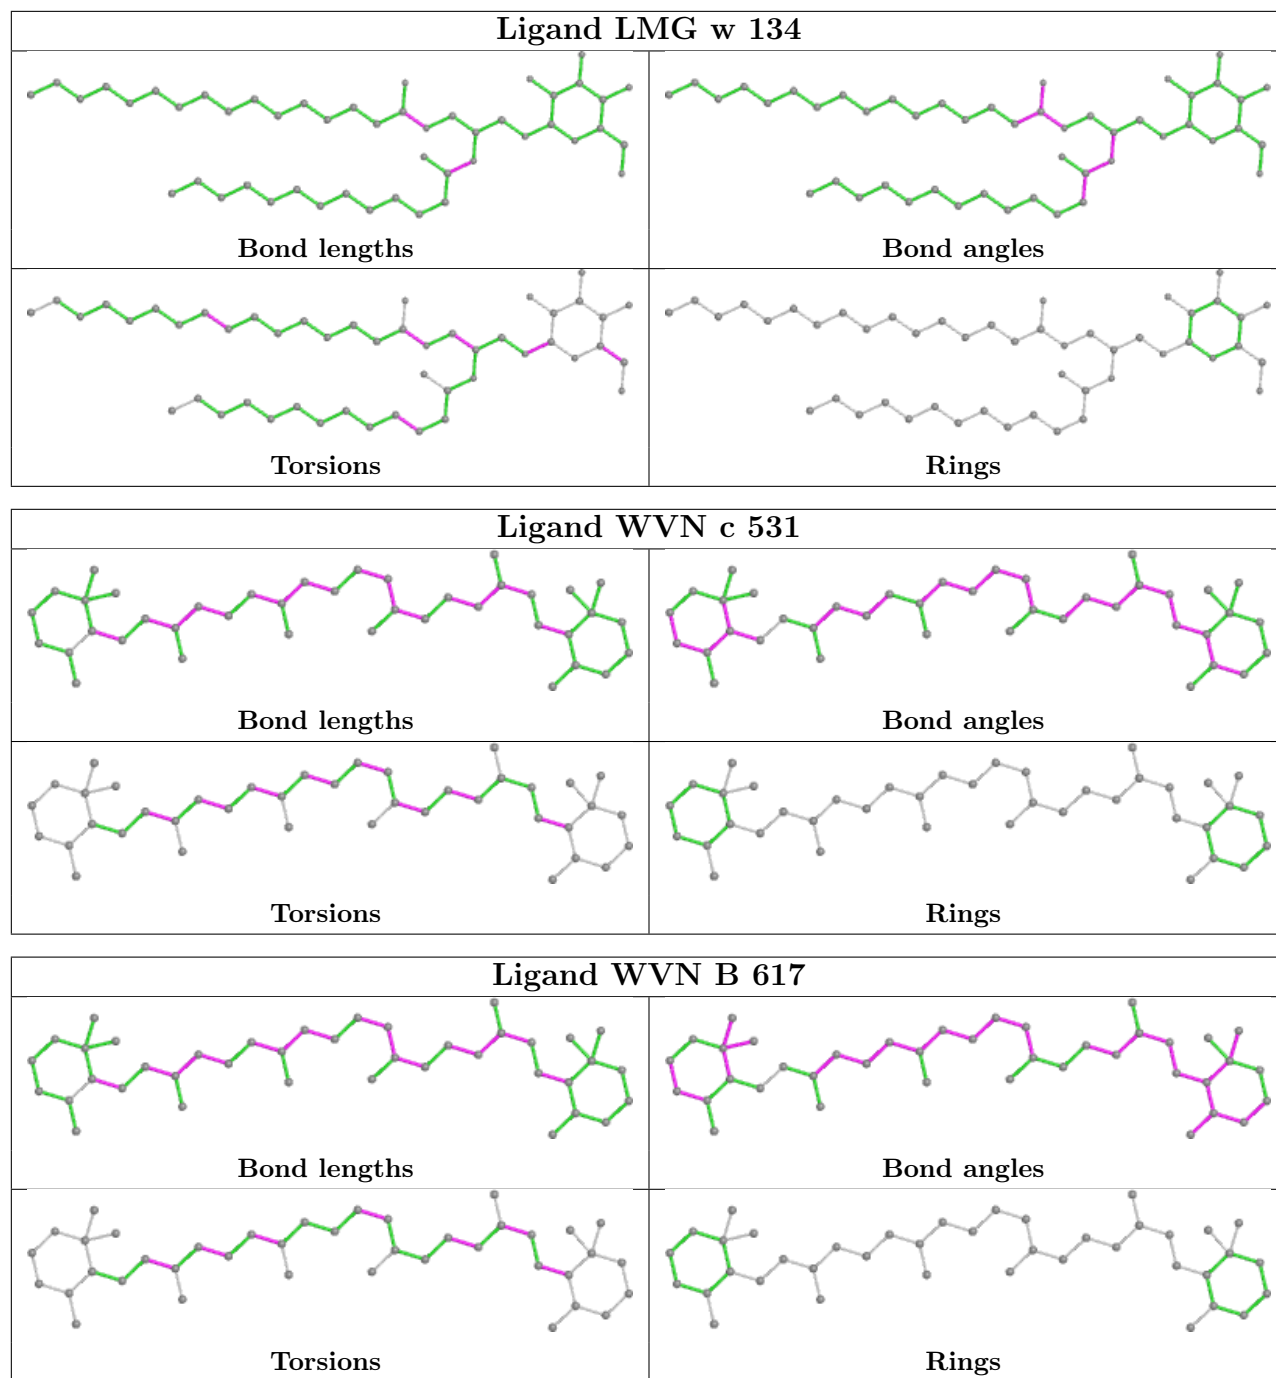 Ligand LMG w 134
Bond lengths
Bond angles
Torsions
Rings
Ligand WVN c 531
Bond lengths
Bond angles
Torsions
Rings
Ligand WVN B 617
Bond lengths
Bond angles
Torsions
Rings